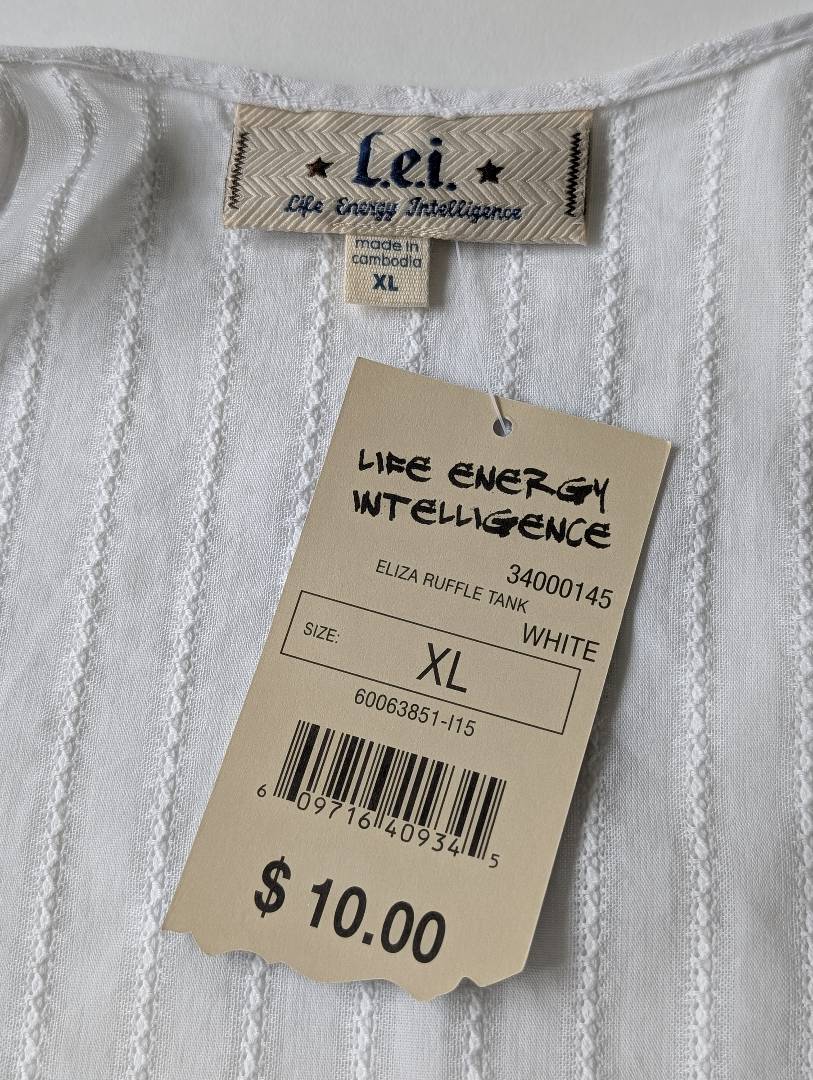 l.e.i.
Life Energy Intelligence
made in
cambodia
XL
LIFE ENERGY
INTELLIGENCE
34000145
ELIZA RUFFLE TANK
WHITE
SIZE:
XL
60063851-I15
6 09716 40934 5
$ 10.00